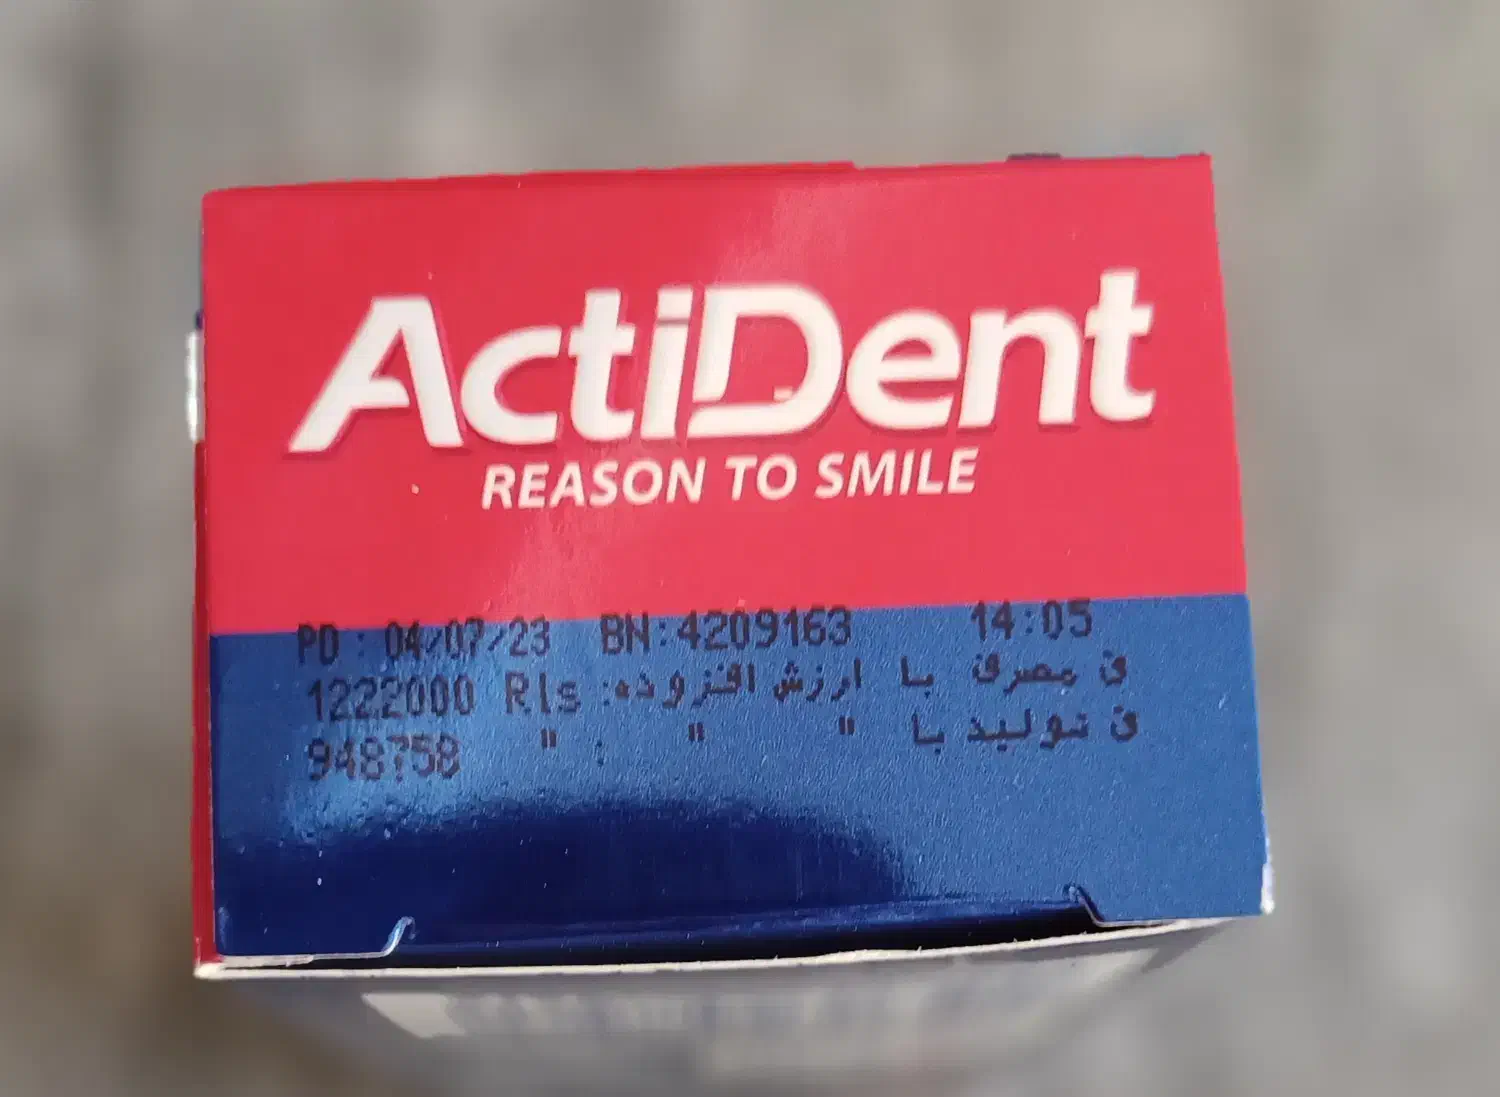 ActiDent
REASON TO SMILE
PD : 04/07/23 BN:4209163 14:05
ق مصرف با ارزش افزوده: 1222000 Rls
ق تولید با " " : " 948758